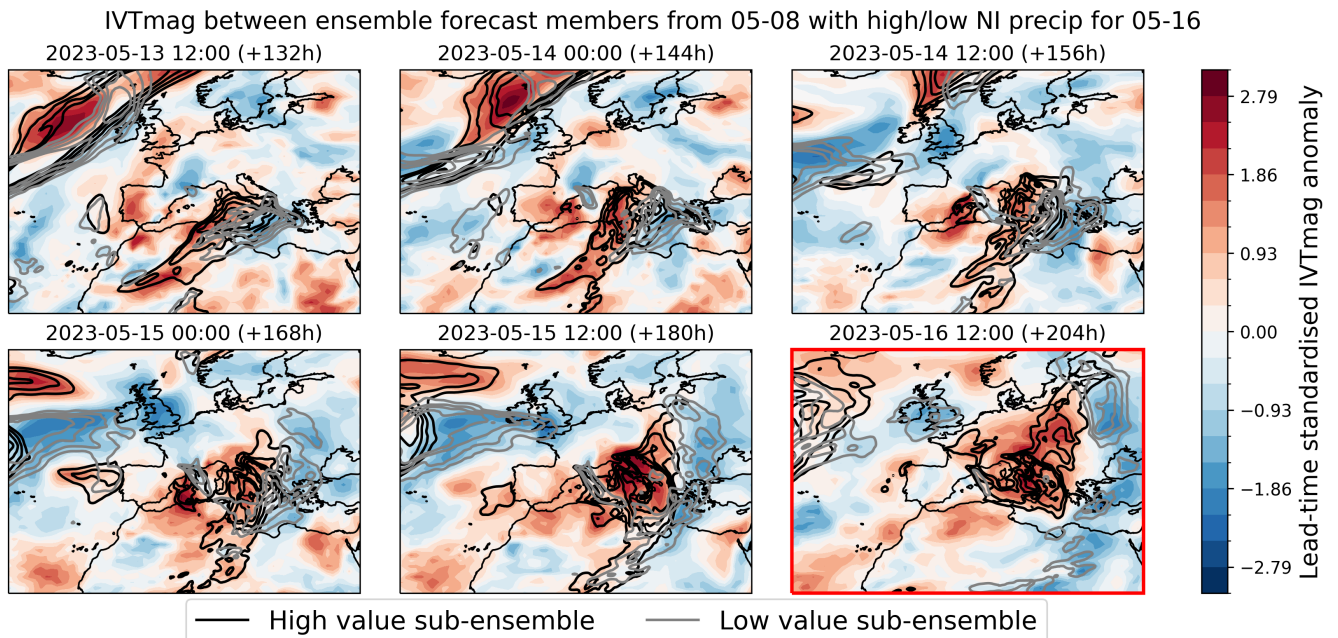 IVTmag between ensemble forecast members from 05-08 with high/low NI precip for 05-16
2023-05-13 12:00 (+132h)
2023-05-14 00:00 (+144h)
2023-05-14 12:00 (+156h)
2023-05-15 00:00 (+168h)
2023-05-15 12:00 (+180h)
2023-05-16 12:00 (+204h)
2.79
1.86
0.93
0.00
−0.93
−1.86
−2.79
Lead-time standardised IVTmag anomaly
High value sub-ensemble
Low value sub-ensemble